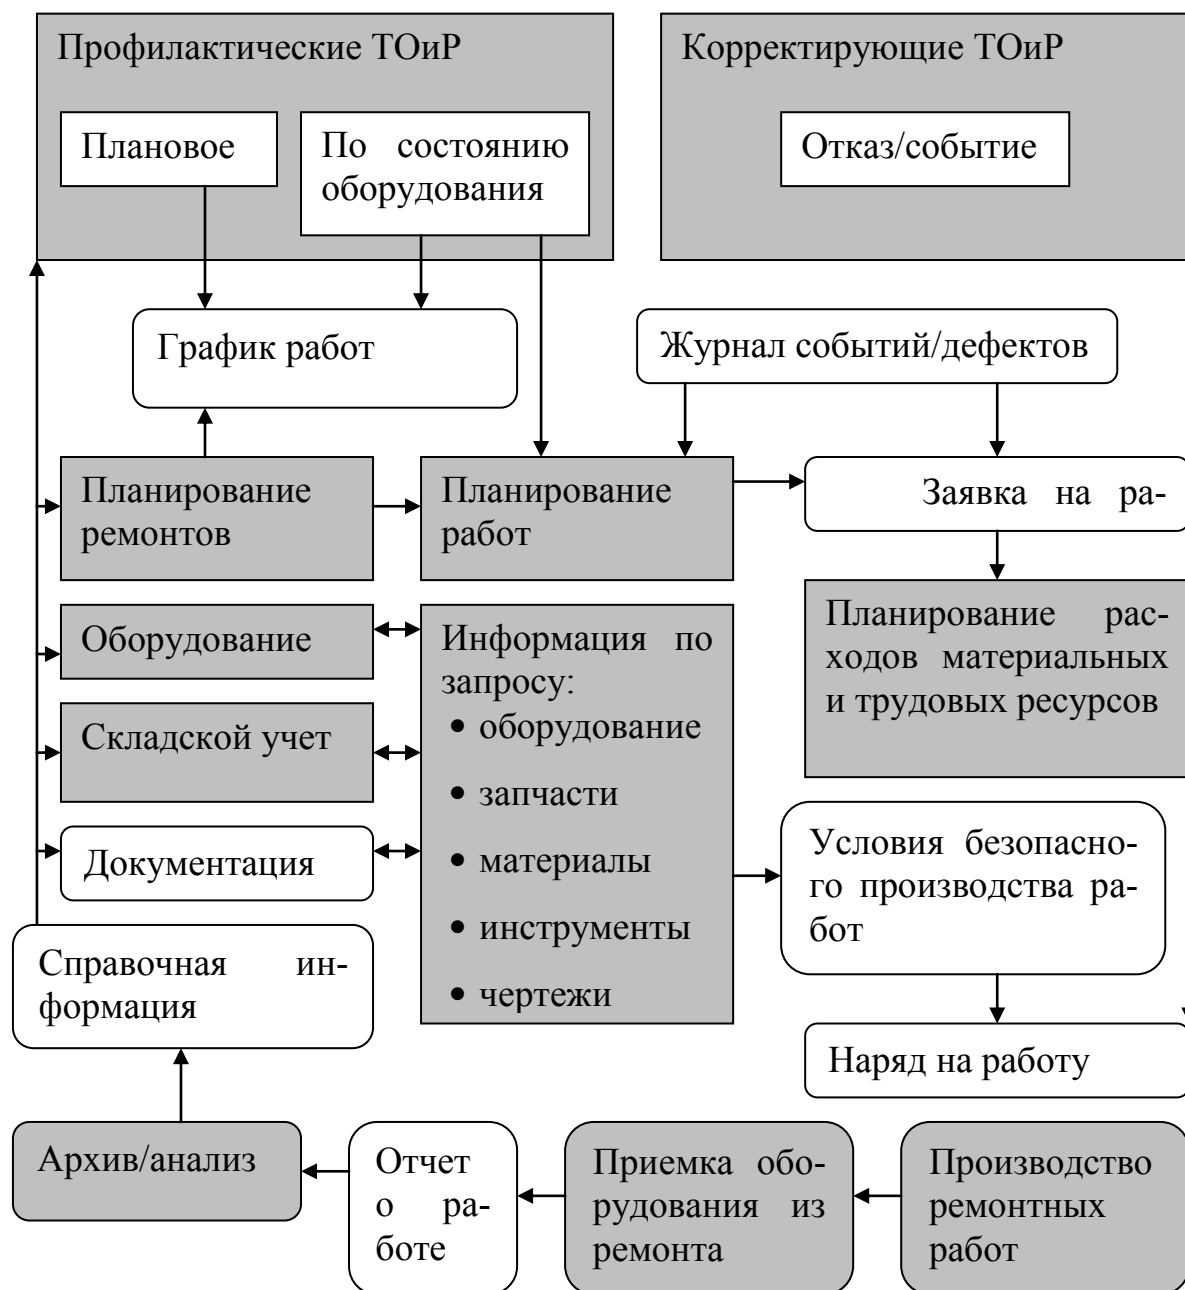 Профилактические ТОиР
Корректирующие ТОиР
Плановое
По состоянию
оборудования
Отказ/событие
График работ
Журнал событий/дефектов
Планирование
ремонтов
Планирование
работ
Заявка на ра-
Оборудование
Складской учет
Документация
Информация по
запросу:
• оборудование
• запчасти
• материалы
• инструменты
• чертежи
Планирование рас-
ходов материальных
и трудовых ресурсов
Условия безопасно-
го производства ра-
бот
Справочная ин-
формация
Наряд на работу
Архив/анализ
Отчет
о ра-
боте
Приемка обо-
рудования из
ремонта
Производство
ремонтных
работ